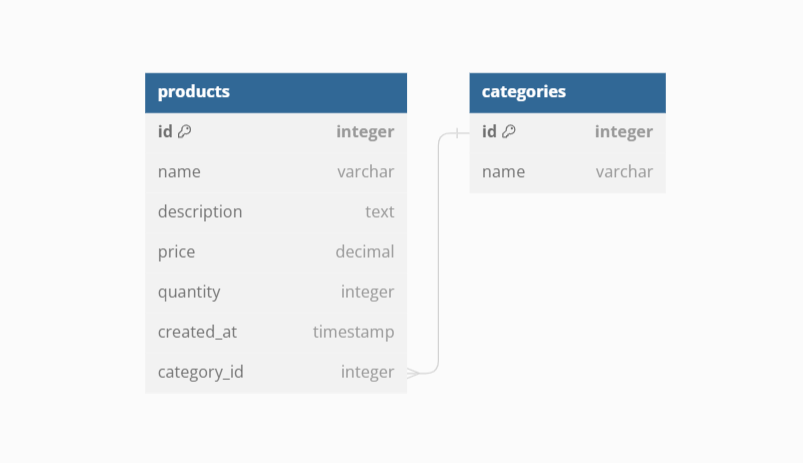 products
id integer
name varchar
description text
price decimal
quantity integer
created_at timestamp
category_id integer
categories
id integer
name varchar